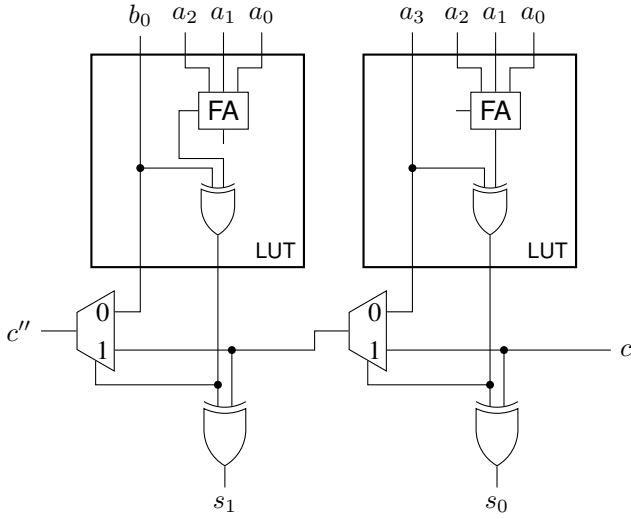 b₀ a₂ a₁ a₀ a₃ a₂ a₁ a₀
FA FA
LUT LUT
0 0
c″
1 1 c
s₁ s₀